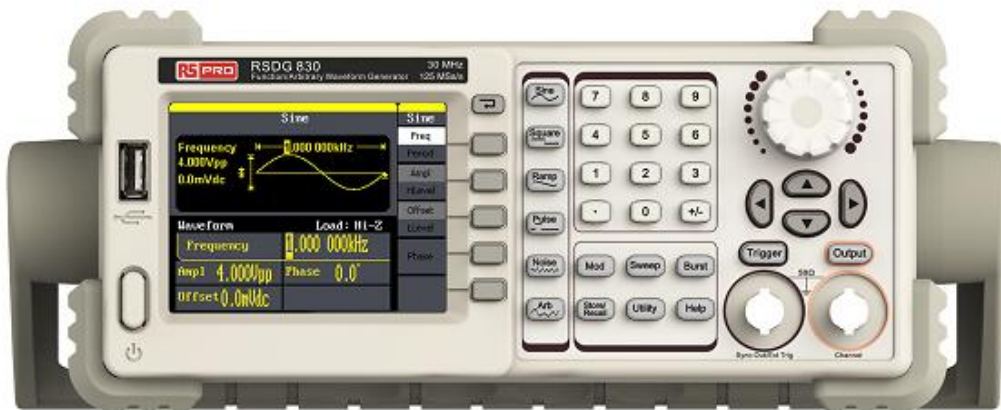 RS PRO
RSDG 830
30 MHz
Function/Arbitrary Waveform Generator
125 MSa/s
Sine
Sine
Frequency
1.000 000kHz
4.000Vpp
0.0mVdc
Freq
Period
Ampl
HLevel
Offset
LLevel
Phase
Waveform
Load: Hi-Z
Frequency
1.000 000kHz
Ampl 4.000Vpp
Phase 0.0°
Offset 0.0mVdc
Sine
Square
Ramp
Pulse
Noise
Arb
7 8 9
4 5 6
1 2 3
. 0 +/-
Mod Sweep Burst
Store/
Recall
Utility Help
Trigger
Output
50Ω
Sync Out/Ext Trig
Channel